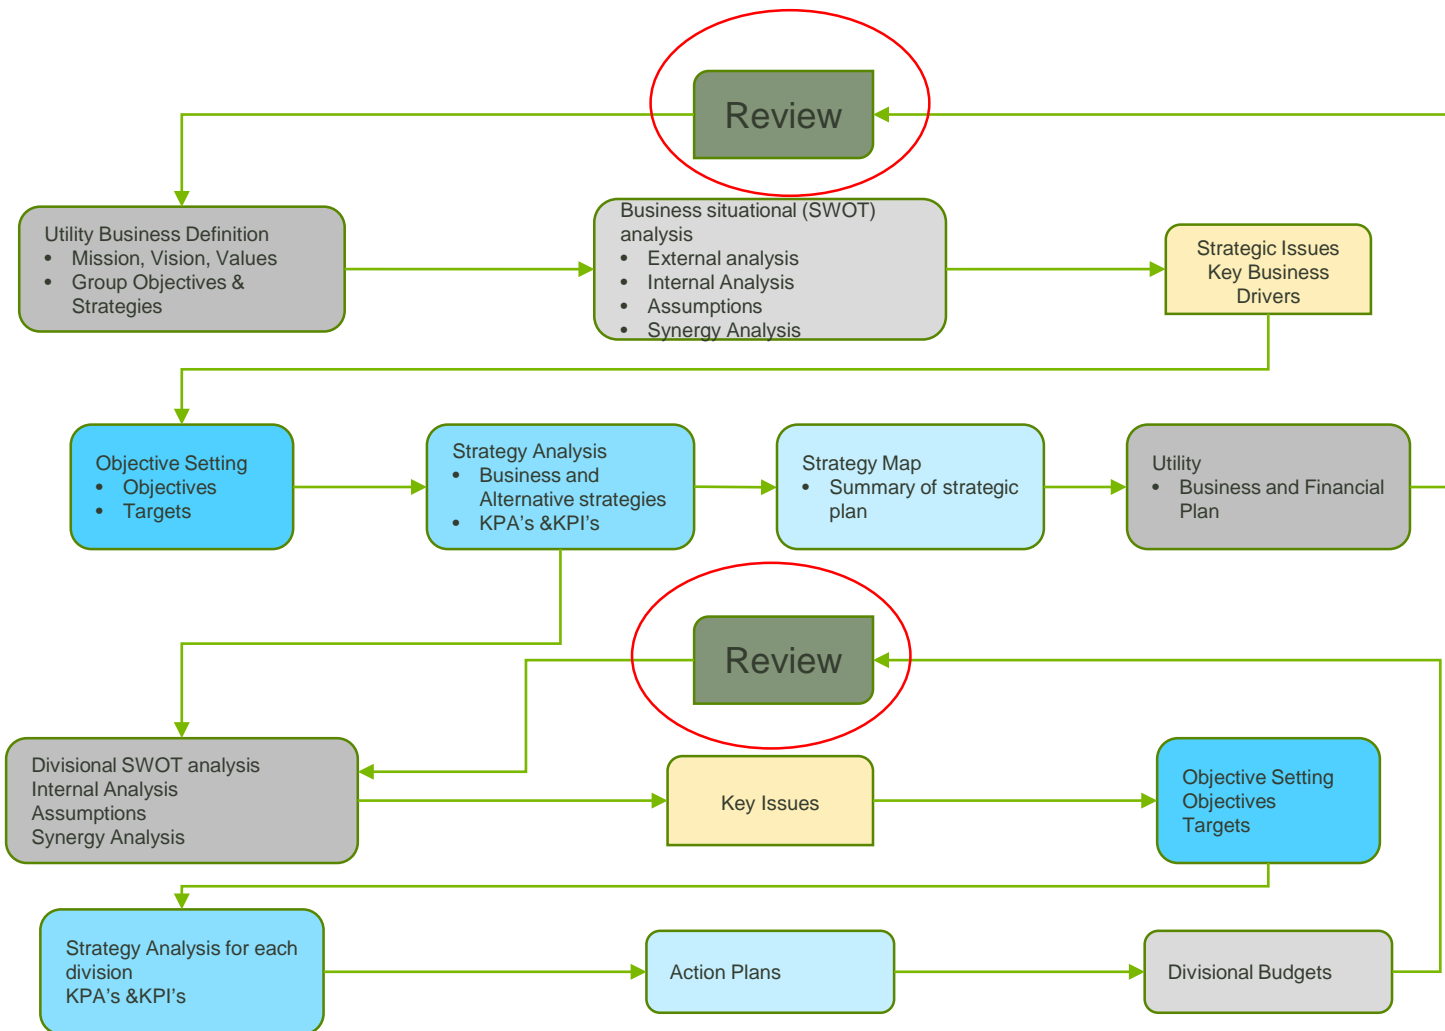 Review
Utility Business Definition
• Mission, Vision, Values
• Group Objectives &
Strategies
Business situational (SWOT)
analysis
• External analysis
• Internal Analysis
• Assumptions
• Synergy Analysis
Strategic Issues
Key Business
Drivers
Objective Setting
• Objectives
• Targets
Strategy Analysis
• Business and
Alternative strategies
• KPA’s &KPI’s
Strategy Map
• Summary of strategic
plan
Utility
• Business and Financial
Plan
Review
Divisional SWOT analysis
Internal Analysis
Assumptions
Synergy Analysis
Key Issues
Objective Setting
Objectives
Targets
Strategy Analysis for each
division
KPA’s &KPI’s
Action Plans
Divisional Budgets